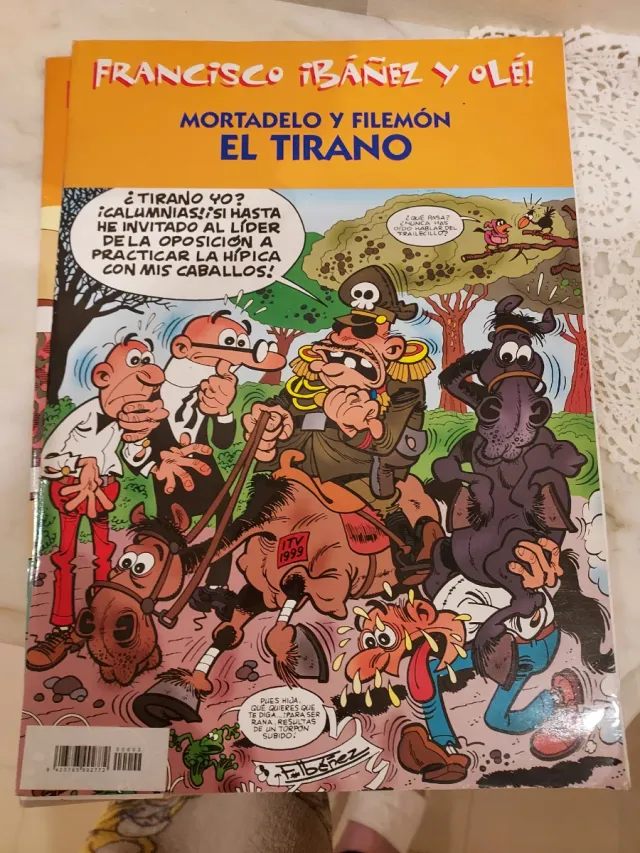 FRANCISCO IBÁÑEZ Y OLÉ!
MORTADELO Y FILEMÓN
EL TIRANO
¿TIRANO YO?
¡CALUMNIAS!¡SI HASTA
HE INVITADO AL LÍDER
DE LA OPOSICIÓN A
PRACTICAR LA HÍPICA
CON MIS CABALLOS!
¿QUÉ PASA?
¿NUNCA HAS
OÍDO HABLAR DEL
TRAILECILLO?
ITV
1999
PUES HIJA,
QUÉ QUIERES QUE
TE DIGA...¡PARA SER
RANA, RESULTAS
DE UN TORPÓN
SUBIDO!
F. Ibáñez